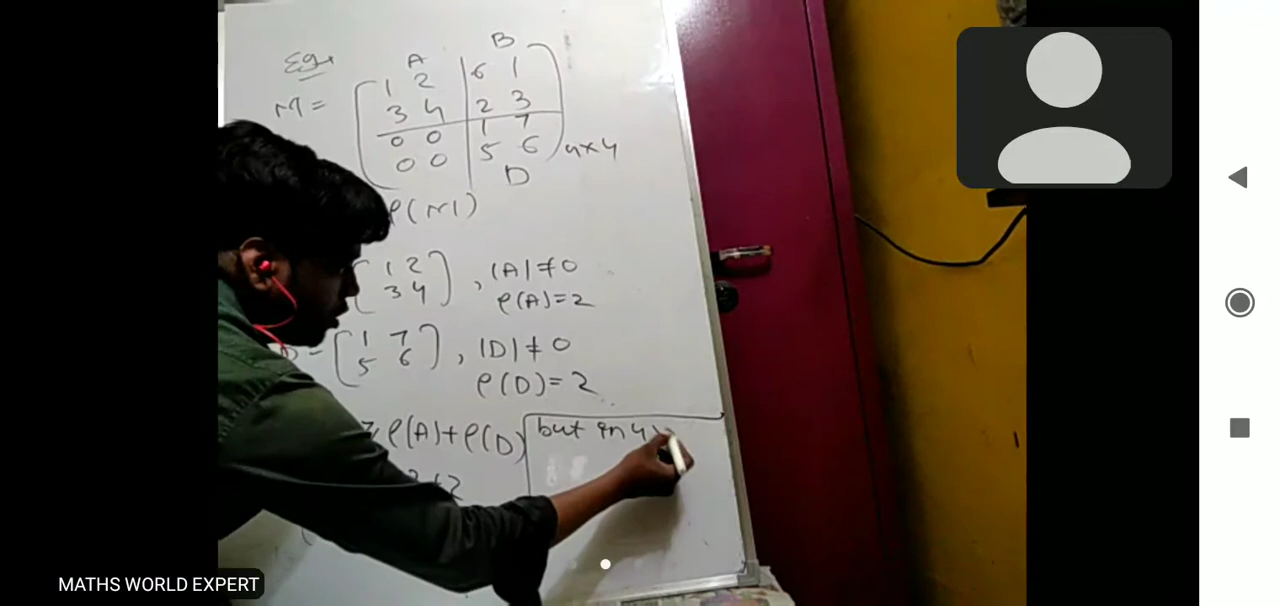 Eg:
A B
M = 1 2 6 1
3 4 2 3
0 0 1 7
0 0 5 6 4×4
D
ρ(M)
[1 2
3 4], |A| ≠ 0
ρ(A) = 2
= [1 7
5 6], |D| ≠ 0
ρ(D) = 2
≥ ρ(A) + ρ(D)
+ 2
but in 4
MATHS WORLD EXPERT